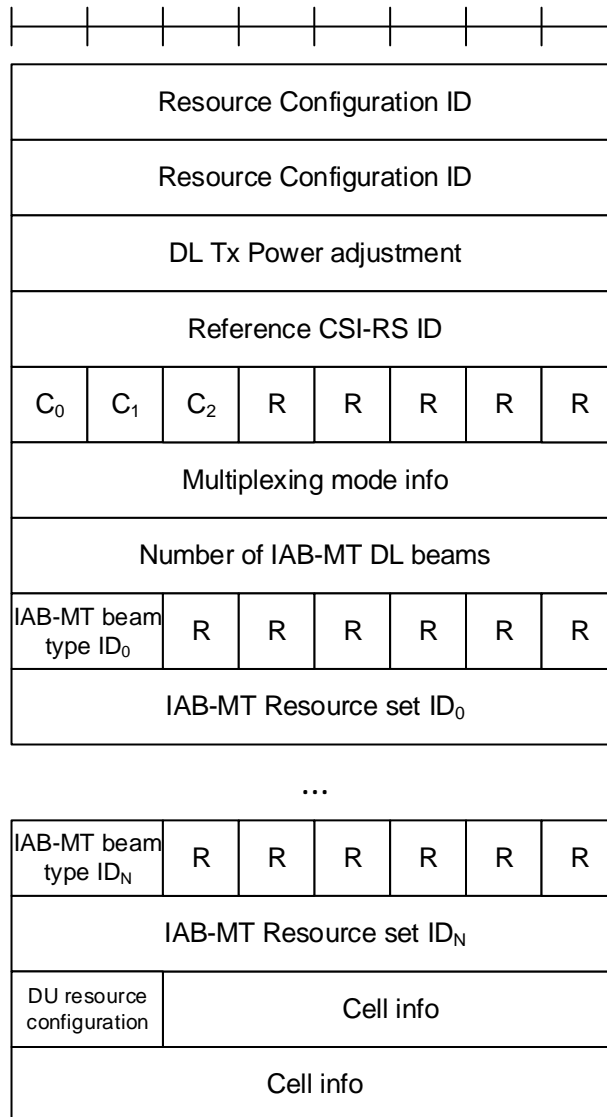 Resource Configuration ID
Resource Configuration ID
DL Tx Power adjustment
Reference CSI-RS ID
C₀ C₁ C₂ R R R R R
Multiplexing mode info
Number of IAB-MT DL beams
IAB-MT beam
type ID₀
R R R R R R
IAB-MT Resource set ID₀
...
IAB-MT beam
type ID_N
R R R R R R
IAB-MT Resource set ID_N
DU resource
configuration
Cell info
Cell info